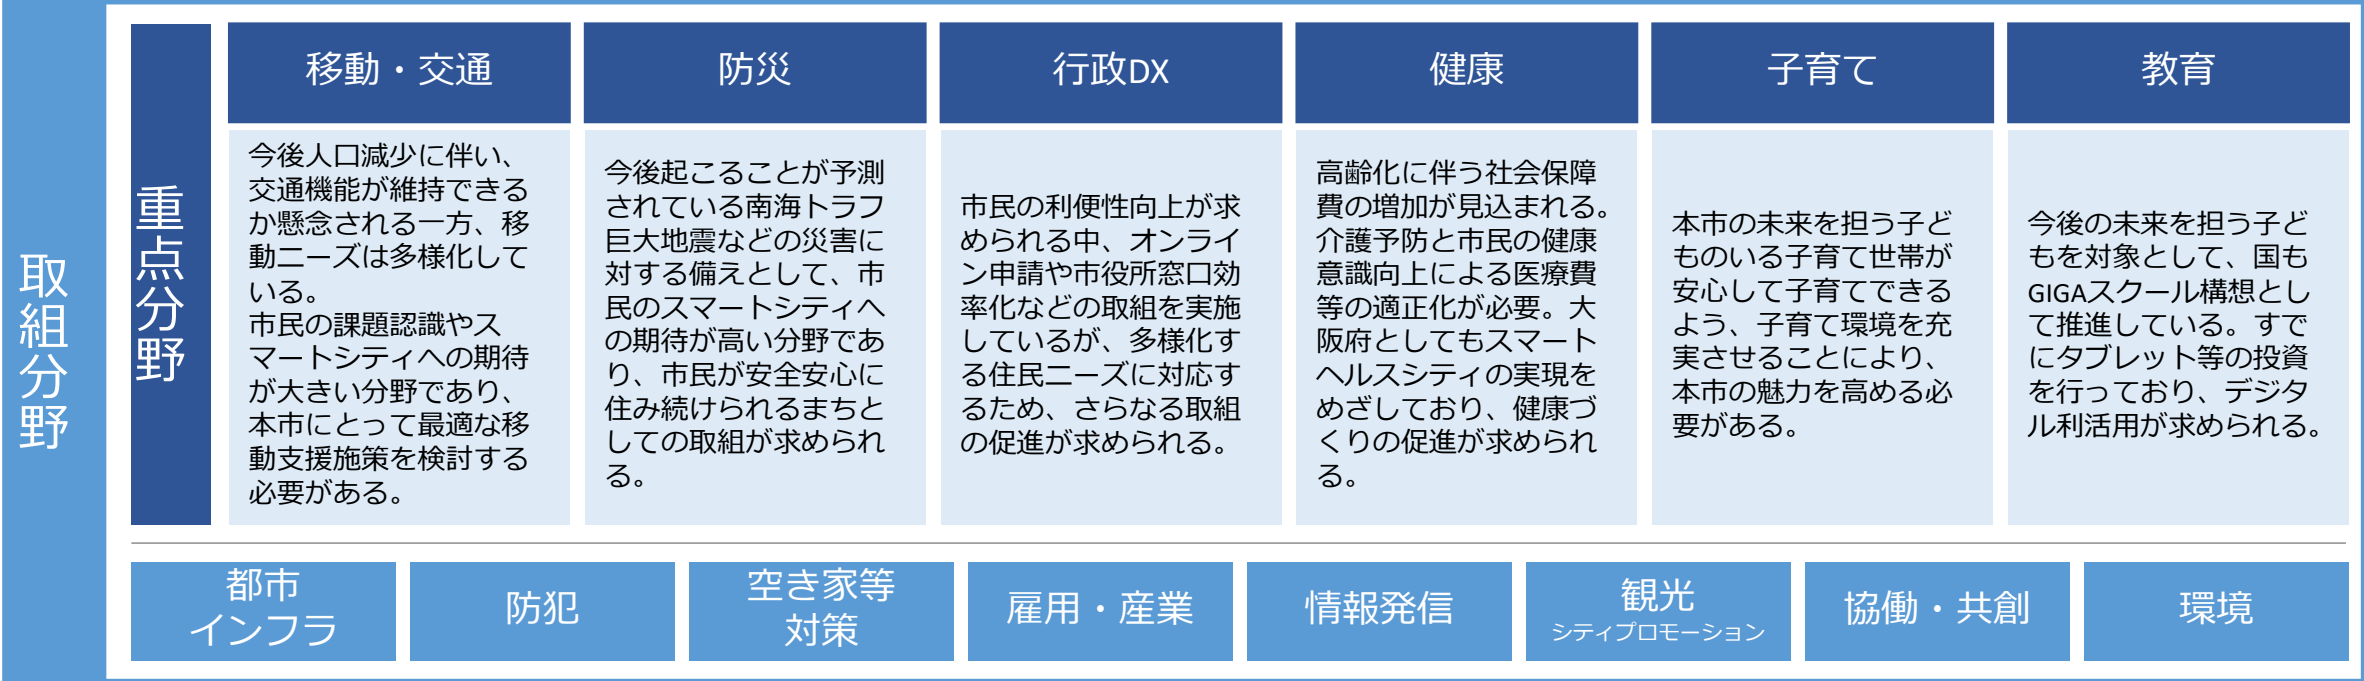 取組分野
重点分野
移動・交通
今後人口減少に伴い、
交通機能が維持できる
か懸念される一方、移
動ニーズは多様化して
いる。
市民の課題認識やス
マートシティへの期待
が大きい分野であり、
本市にとって最適な移
動支援施策を検討する
必要がある。
防災
今後起こることが予測
されている南海トラフ
巨大地震などの災害に
対する備えとして、市
民のスマートシティへ
の期待が高い分野であ
り、市民が安全安心に
住み続けられるまちと
しての取組が求められ
る。
行政DX
市民の利便性向上が求
められる中、オンライ
ン申請や市役所窓口効
率化などの取組を実施
しているが、多様化す
る住民ニーズに対応す
るため、さらなる取組
の促進が求められる。
健康
高齢化に伴う社会保障
費の増加が見込まれる。
介護予防と市民の健康
意識向上による医療費
等の適正化が必要。大
阪府としてもスマート
ヘルスシティの実現を
めざしており、健康づ
くりの促進が求められ
る。
子育て
本市の未来を担う子ど
ものいる子育て世帯が
安心して子育てできる
よう、子育て環境を充
実させることにより、
本市の魅力を高める必
要がある。
教育
今後の未来を担う子ど
もを対象として、国も
GIGAスクール構想とし
て推進している。すで
にタブレット等の投資
を行っており、デジタ
ル利活用が求められる。
都市
インフラ
防犯
空き家等
対策
雇用・産業
情報発信
観光
シティプロモーション
協働・共創
環境